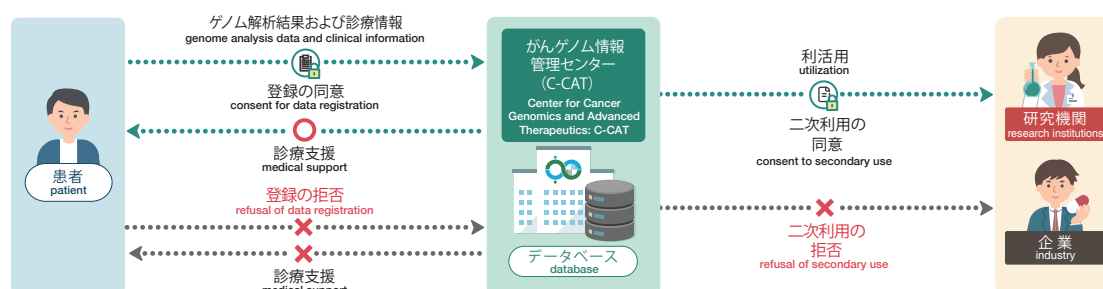 ゲノム解析結果および診療情報
genome analysis data and clinical information
登録の同意
consent for data registration
診療支援
medical support
登録の拒否
refusal of data registration
診療支援
medical support
患者
patient
がんゲノム情報
管理センター
（C-CAT）
Center for Cancer
Genomics and Advanced
Therapeutics: C-CAT
データベース
database
利活用
utilization
二次利用の
同意
consent to secondary use
二次利用の
拒否
refusal of secondary use
研究機関
research institutions
企業
industry